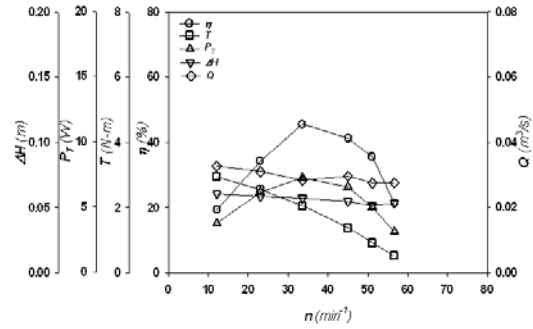 0.20 20 8 80 0.08
η
T
P_T
ΔH
Q
0.15 15 6 60 0.06
0.10 10 4 40 0.04
0.05 5 2 20 0.02
0.00 0 0 0 0.00
ΔH (m)
P_T (W)
T (N-m)
η (%)
Q (m³/s)
0 10 20 30 40 50 60 70 80
n (min⁻¹)